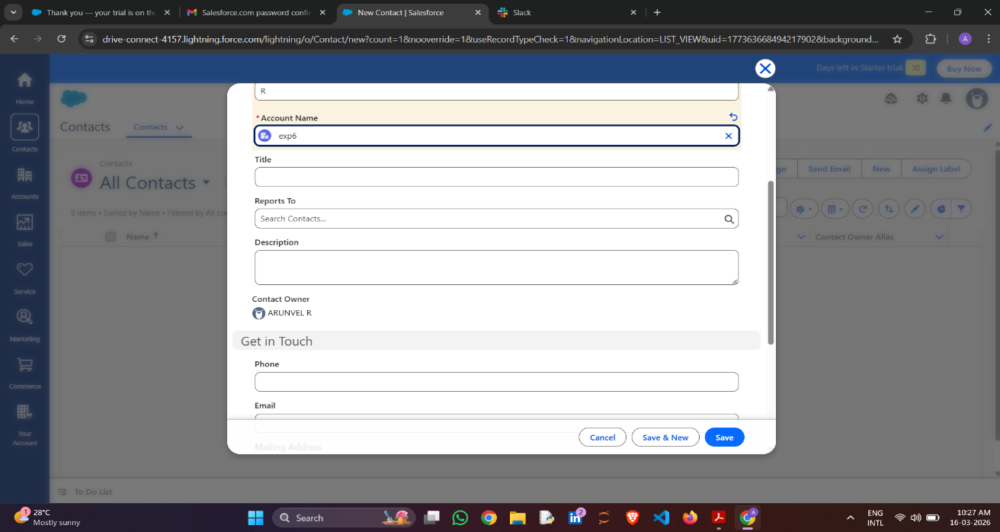 Thank you — your trial is on th
Salesforce.com password confir
New Contact | Salesforce
Slack
drive-connect-4157.lightning.force.com/lightning/o/Contact/new?count=1&nooverride=1&useRecordTypeCheck=1&navigationLocation=LIST_VIEW&uid=1773636684942179028&background...
A
Days left in Starter trial: 30
Buy Now
Home
Contacts
Accounts
Sales
Service
Marketing
Commerce
Your
Account
Contacts
Contacts
Contacts
All Contacts
gn
Send Email
New
Assign Label
0 items • Sorted by Name • Filtered by All con
Name
Contact Owner Alias
R
*Account Name
exp6
Title
Reports To
Search Contacts...
Description
Contact Owner
ARUNVEL R
Get in Touch
Phone
Email
Mailing Address
Cancel
Save & New
Save
To Do List
1
28°C
Mostly sunny
Search
2
A
ENG
INTL
10:27 AM
16-03-2026